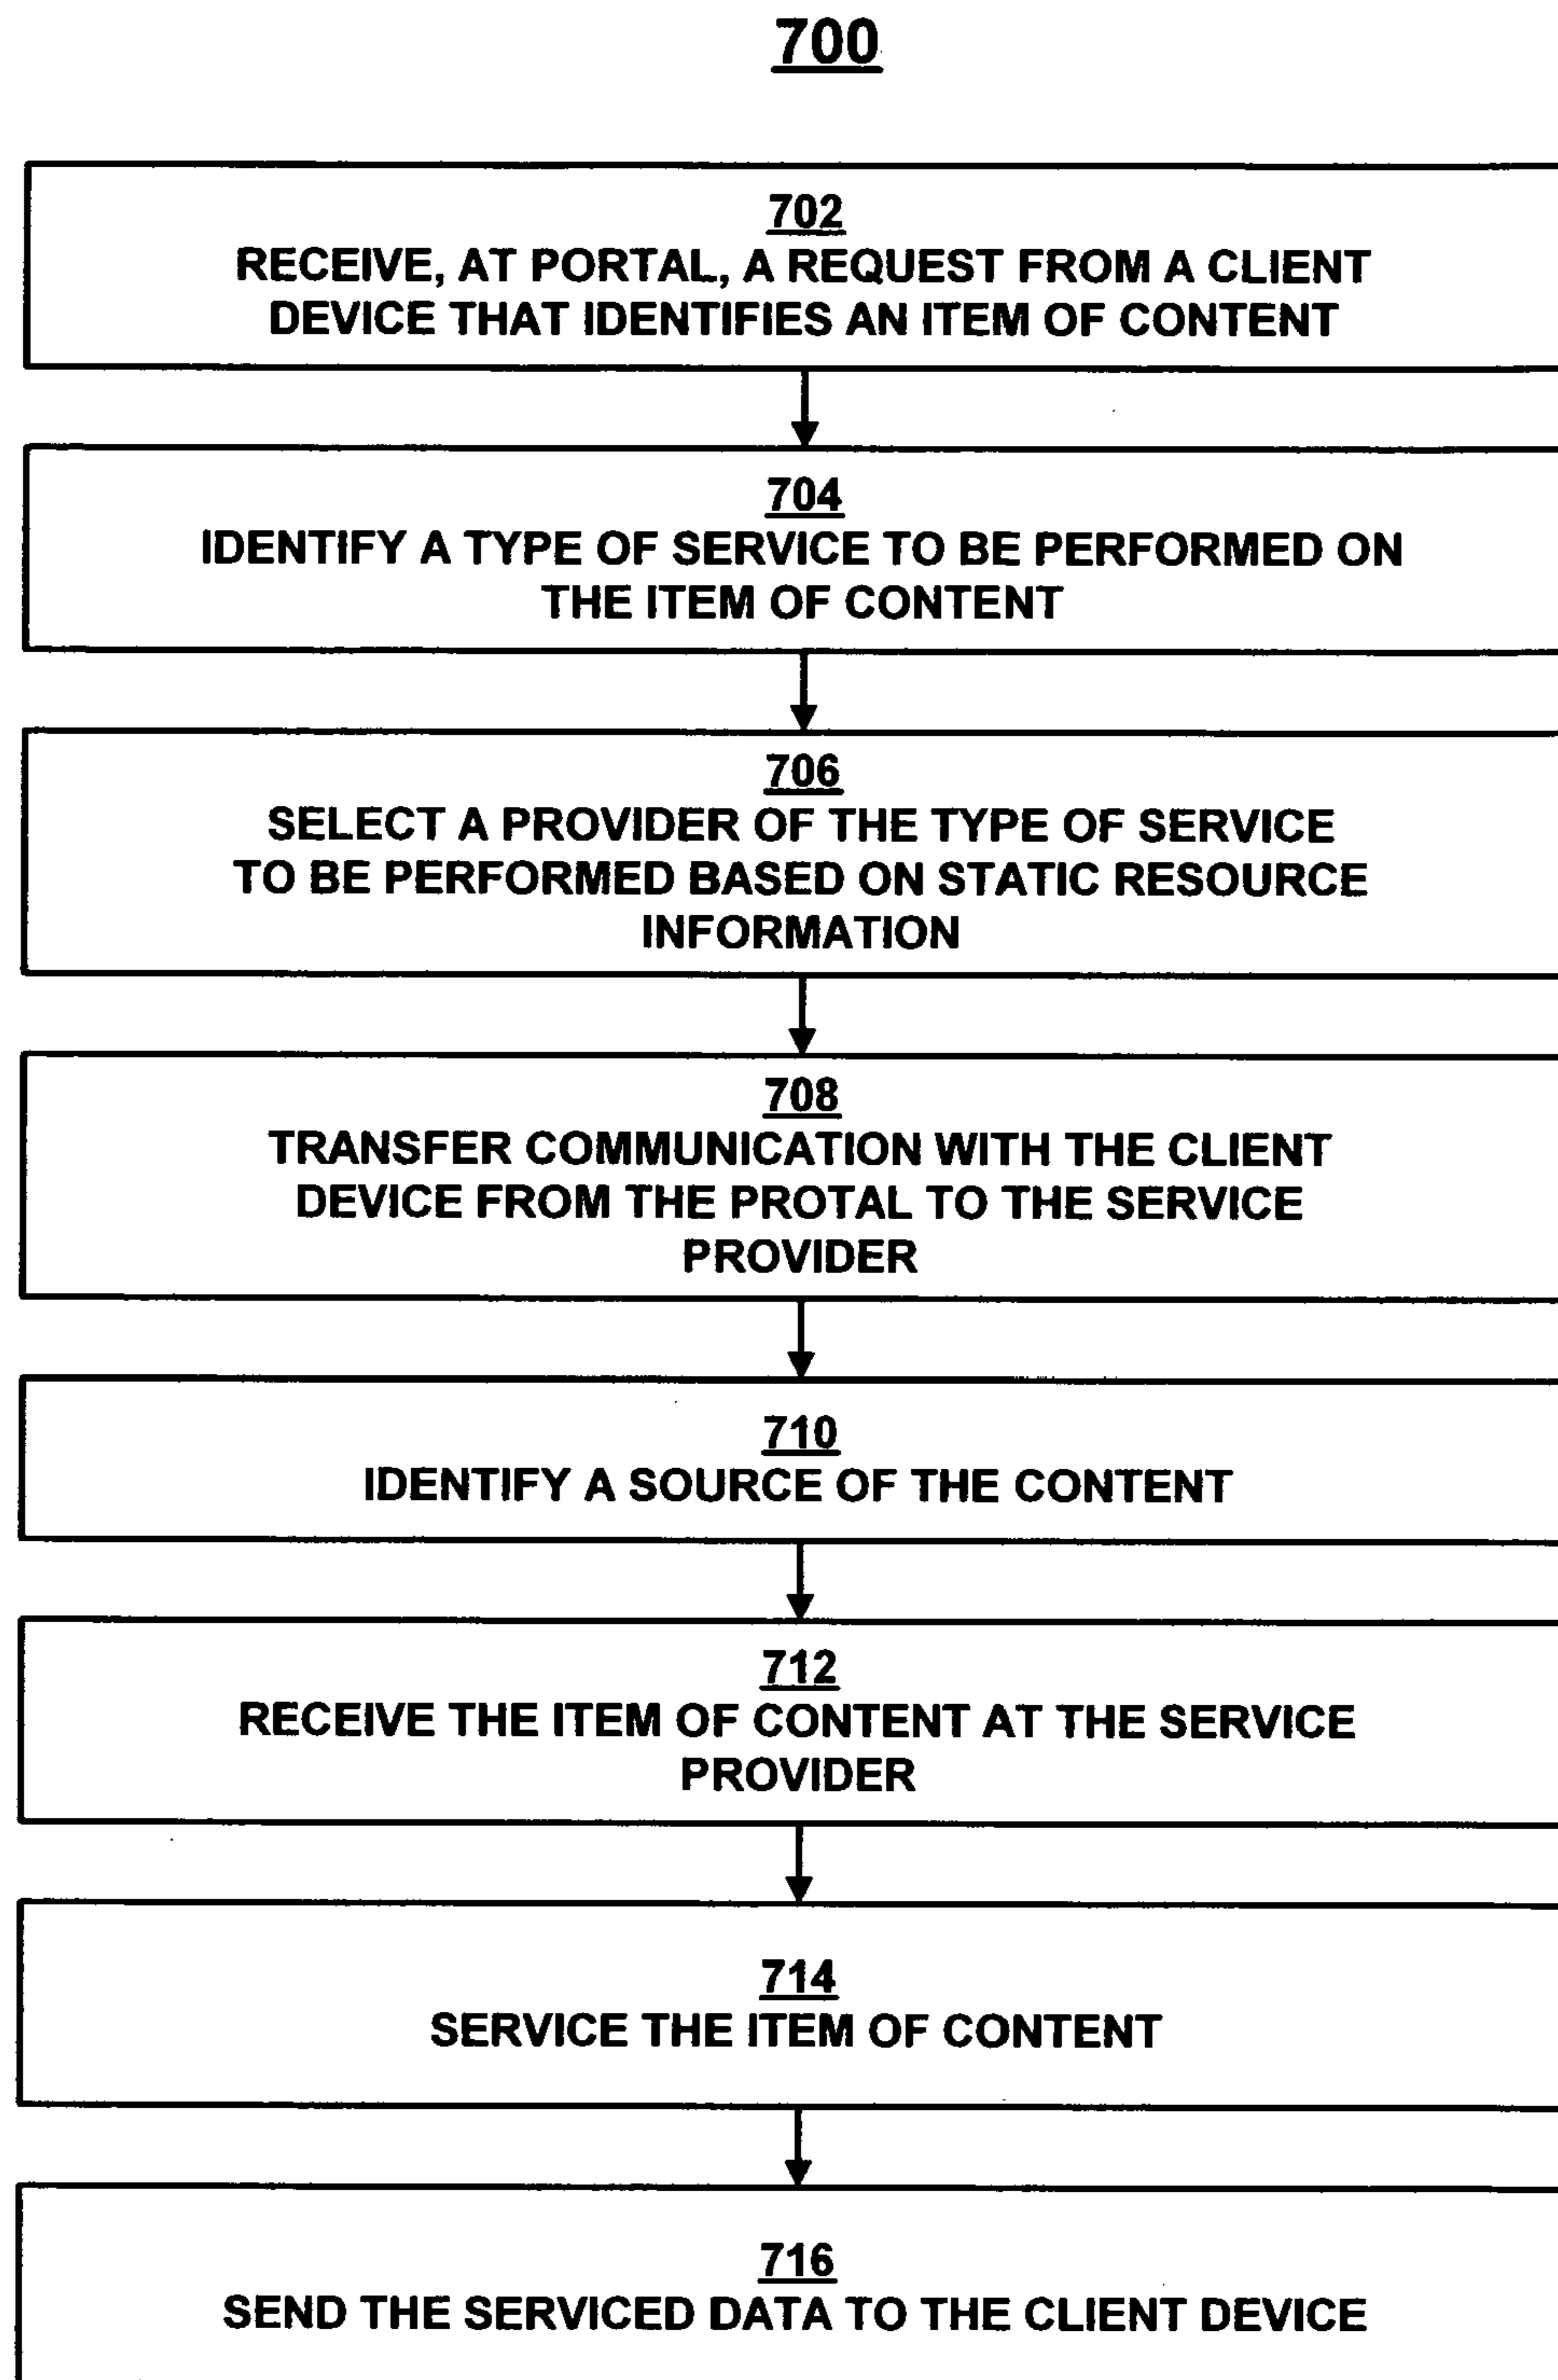 700
702
RECEIVE, AT PORTAL, A REQUEST FROM A CLIENT
DEVICE THAT IDENTIFIES AN ITEM OF CONTENT
704
IDENTIFY A TYPE OF SERVICE TO BE PERFORMED ON
THE ITEM OF CONTENT
706
SELECT A PROVIDER OF THE TYPE OF SERVICE
TO BE PERFORMED BASED ON STATIC RESOURCE
INFORMATION
708
TRANSFER COMMUNICATION WITH THE CLIENT
DEVICE FROM THE PROTAL TO THE SERVICE
PROVIDER
710
IDENTIFY A SOURCE OF THE CONTENT
712
RECEIVE THE ITEM OF CONTENT AT THE SERVICE
PROVIDER
714
SERVICE THE ITEM OF CONTENT
716
SEND THE SERVICED DATA TO THE CLIENT DEVICE